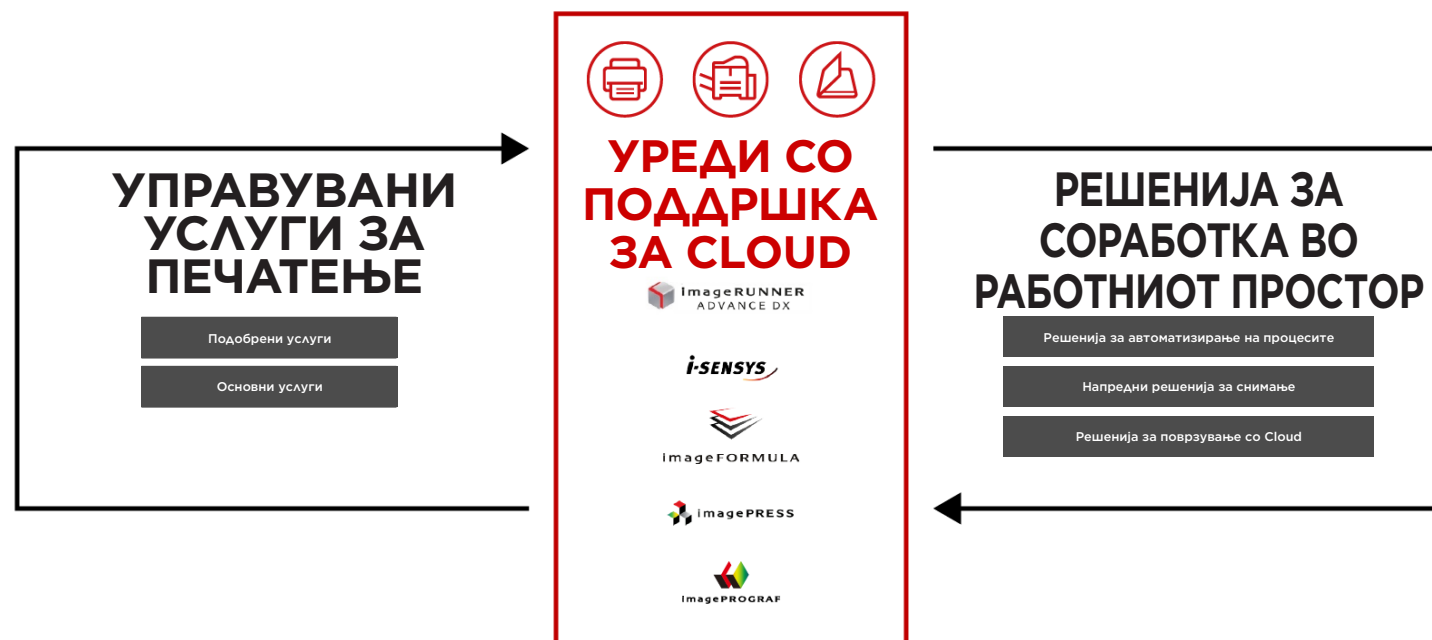 УПРАВУВАНИ
УСЛУГИ ЗА
ПЕЧАТЕЊЕ
Подобрени услуги
Основни услуги
УРЕДИ СО
ПОДДРШКА
ЗА CLOUD
imageRUNNER
ADVANCE DX
i-SENSYS
imageFORMULA
imagePRESS
imagePROGRAF
РЕШЕНИЈА ЗА
СОРАБОТКА ВО
РАБОТНИОТ ПРОСТОР
Решенија за автоматизирање на процесите
Напредни решенија за снимање
Решенија за поврзување со Cloud